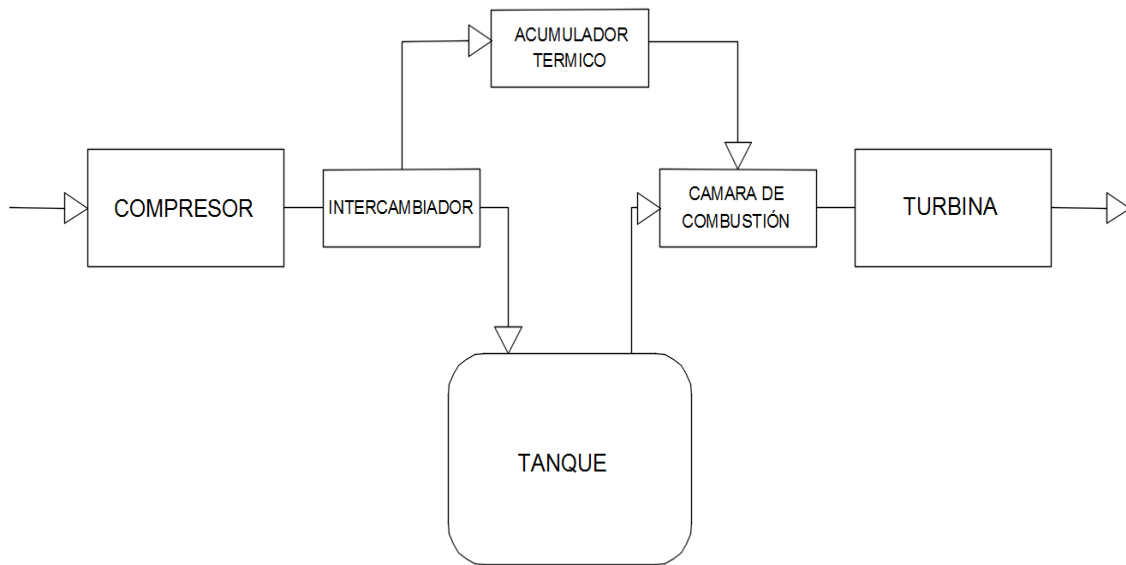 ACUMULADOR
TERMICO
COMPRESOR
INTERCAMBIADOR
CAMARA DE
COMBUSTIÓN
TURBINA
TANQUE